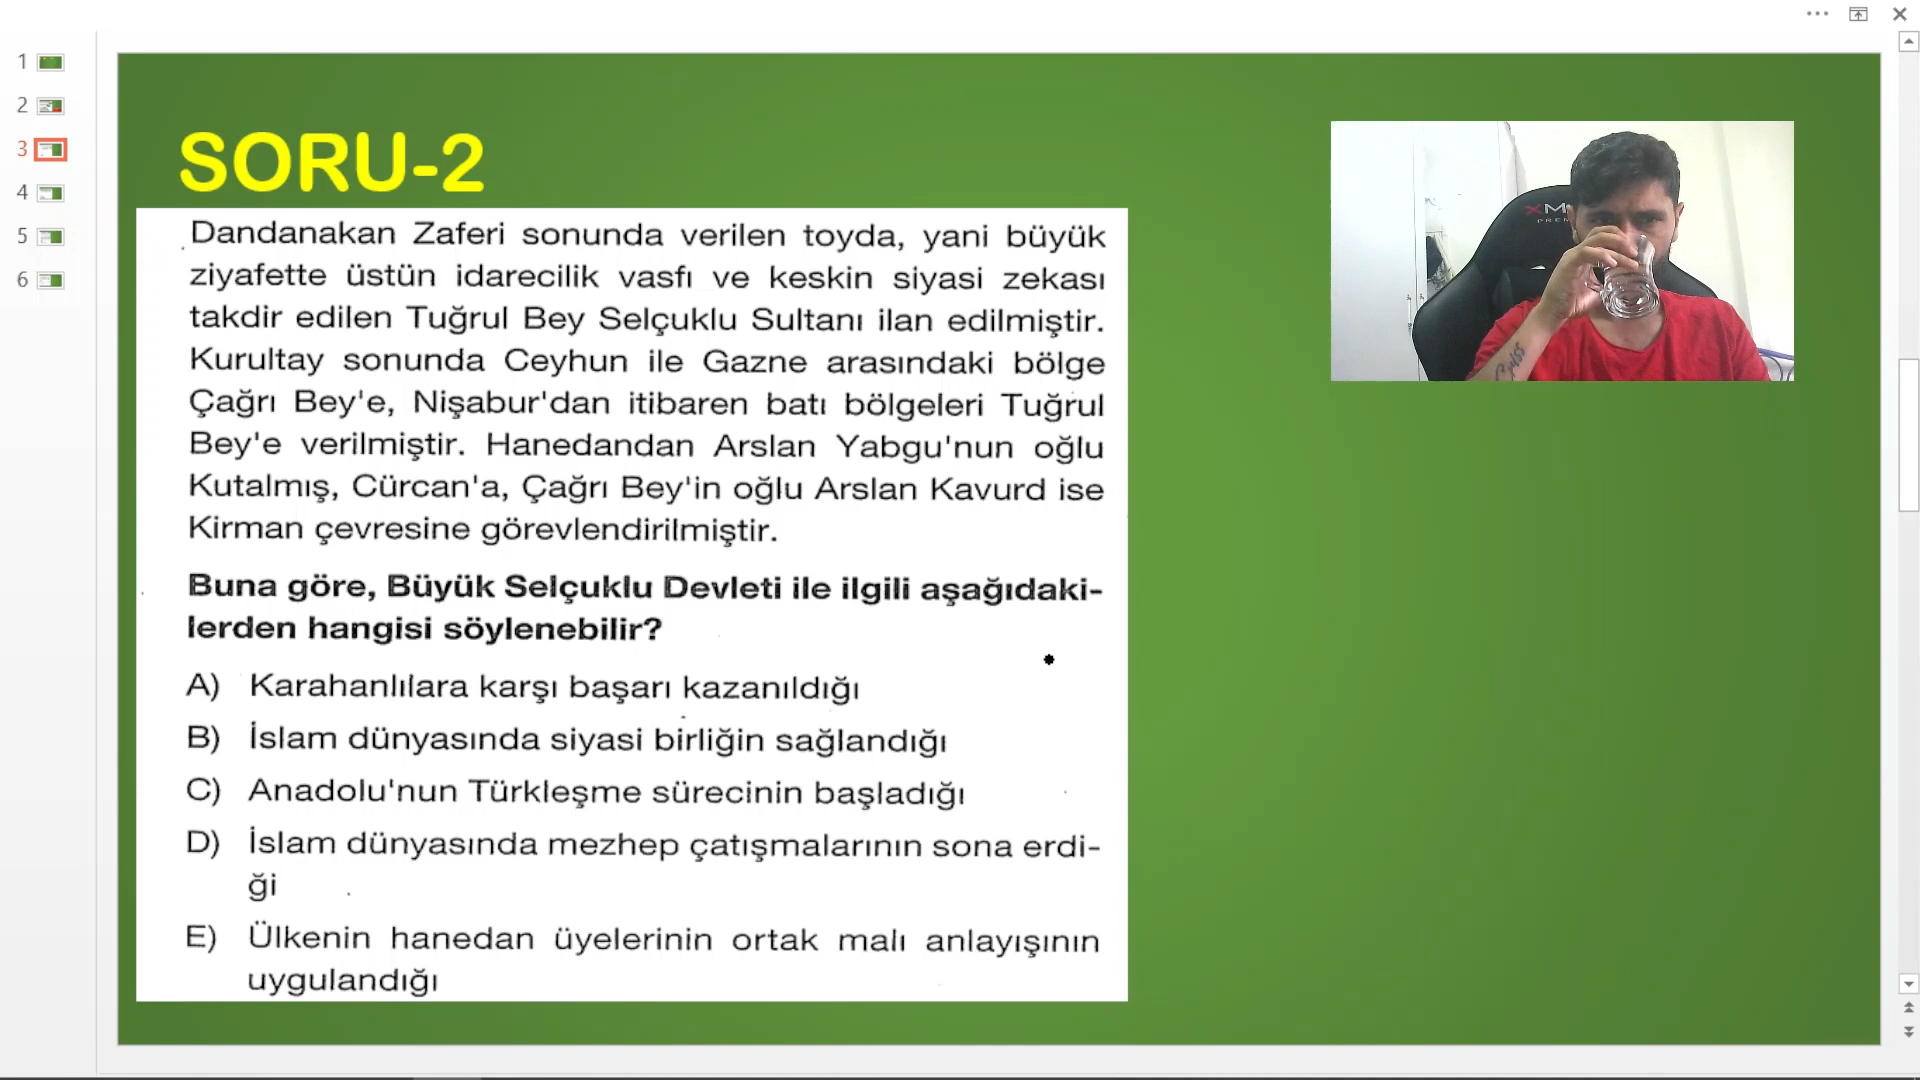 1
2
3
4
5
6
SORU-2
Dandanakan Zaferi sonunda verilen toyda, yani büyük
ziyafette üstün idarecilik vasfı ve keskin siyasi zekası
takdir edilen Tuğrul Bey Selçuklu Sultanı ilan edilmiştir.
Kurultay sonunda Ceyhun ile Gazne arasındaki bölge
Çağrı Bey'e, Nişabur'dan itibaren batı bölgeleri Tuğrul
Bey'e verilmiştir. Hanedandan Arslan Yabgu'nun oğlu
Kutalmış, Cürcan'a, Çağrı Bey'in oğlu Arslan Kavurd ise
Kirman çevresine görevlendirilmiştir.
Buna göre, Büyük Selçuklu Devleti ile ilgili aşağıdaki-
lerden hangisi söylenebilir?
A) Karahanlılara karşı başarı kazanıldığı
B) İslam dünyasında siyasi birliğin sağlandığı
C) Anadolu'nun Türkleşme sürecinin başladığı
D) İslam dünyasında mezhep çatışmalarının sona erdi-
ği
E) Ülkenin hanedan üyelerinin ortak malı anlayışının
uygulandığı